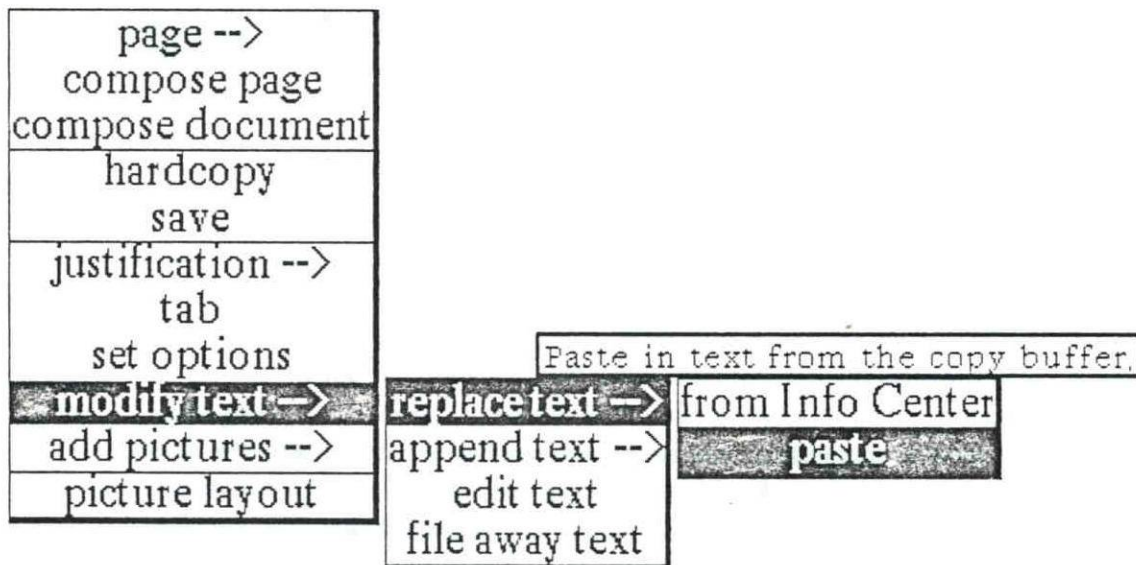 page -->
compose page
compose document
hardcopy
save
justification -->
tab
set options
modify text -->
add pictures -->
picture layout
replace text -->
append text -->
edit text
file away text
Paste in text from the copy buffer.
from Info Center
paste